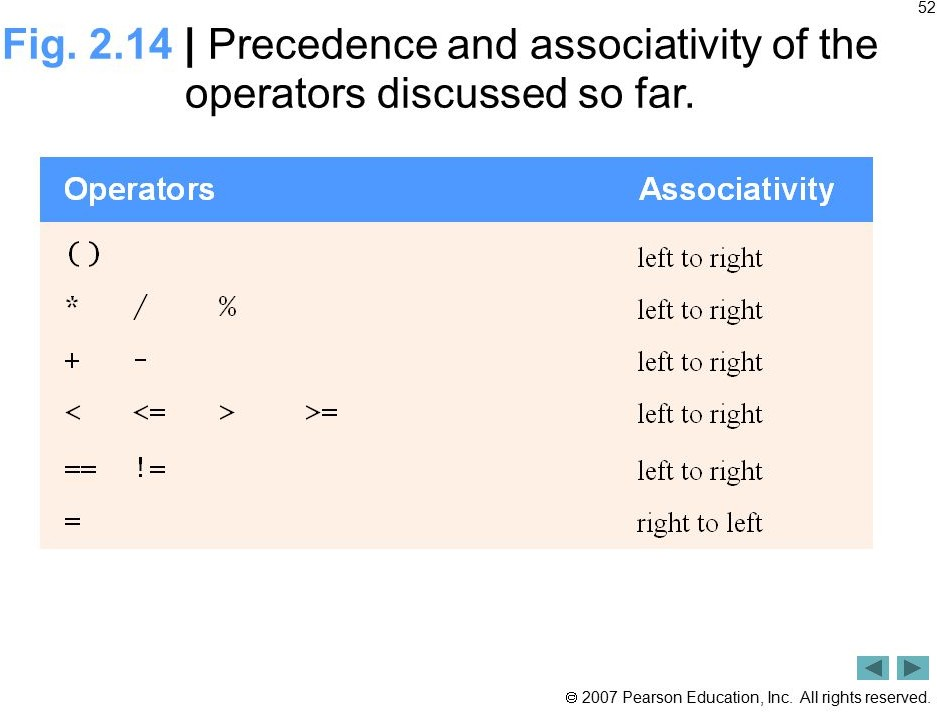 52
Fig. 2.14 | Precedence and associativity of the
operators discussed so far.
Operators Associativity
() left to right
* / % left to right
+ - left to right
< <= > >= left to right
== != left to right
= right to left
© 2007 Pearson Education, Inc. All rights reserved.